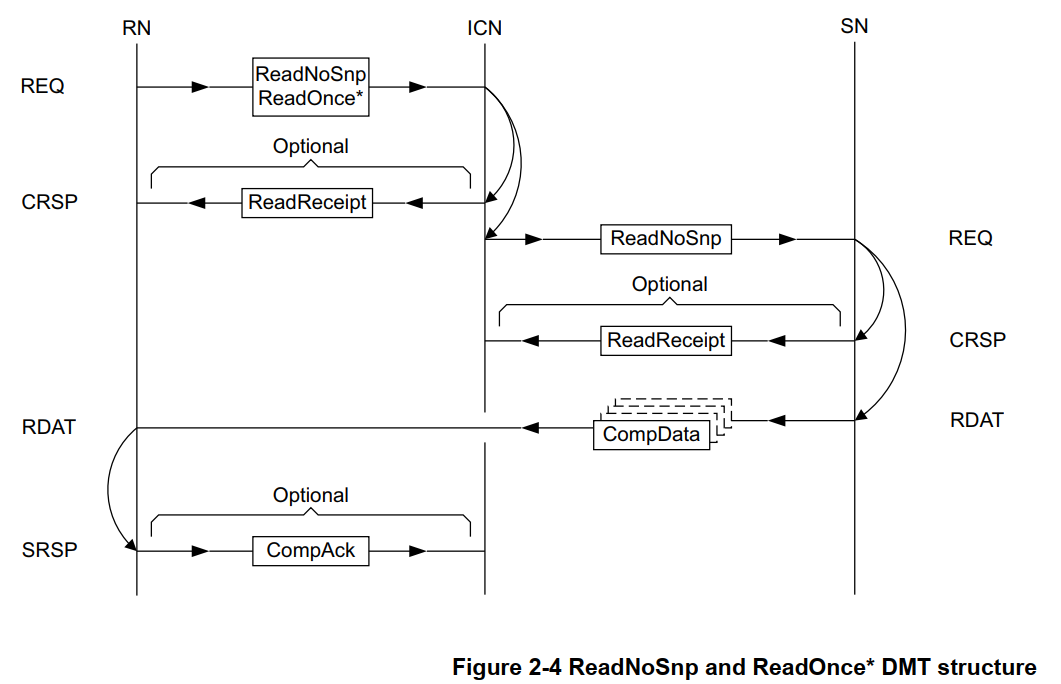 RN
ICN
SN
REQ
ReadNoSnp
ReadOnce*
Optional
CRSP
ReadReceipt
ReadNoSnp
REQ
Optional
ReadReceipt
CRSP
RDAT
CompData
RDAT
Optional
SRSP
CompAck
Figure 2-4 ReadNoSnp and ReadOnce* DMT structure